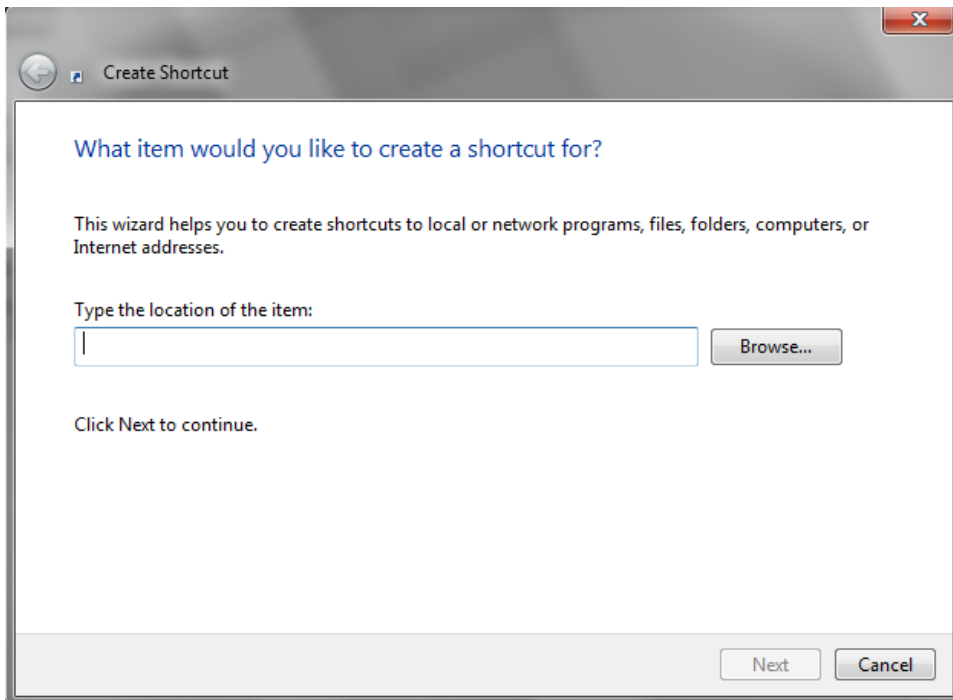 Create Shortcut
What item would you like to create a shortcut for?
This wizard helps you to create shortcuts to local or network programs, files, folders, computers, or
Internet addresses.
Type the location of the item:
Browse...
Click Next to continue.
Next Cancel